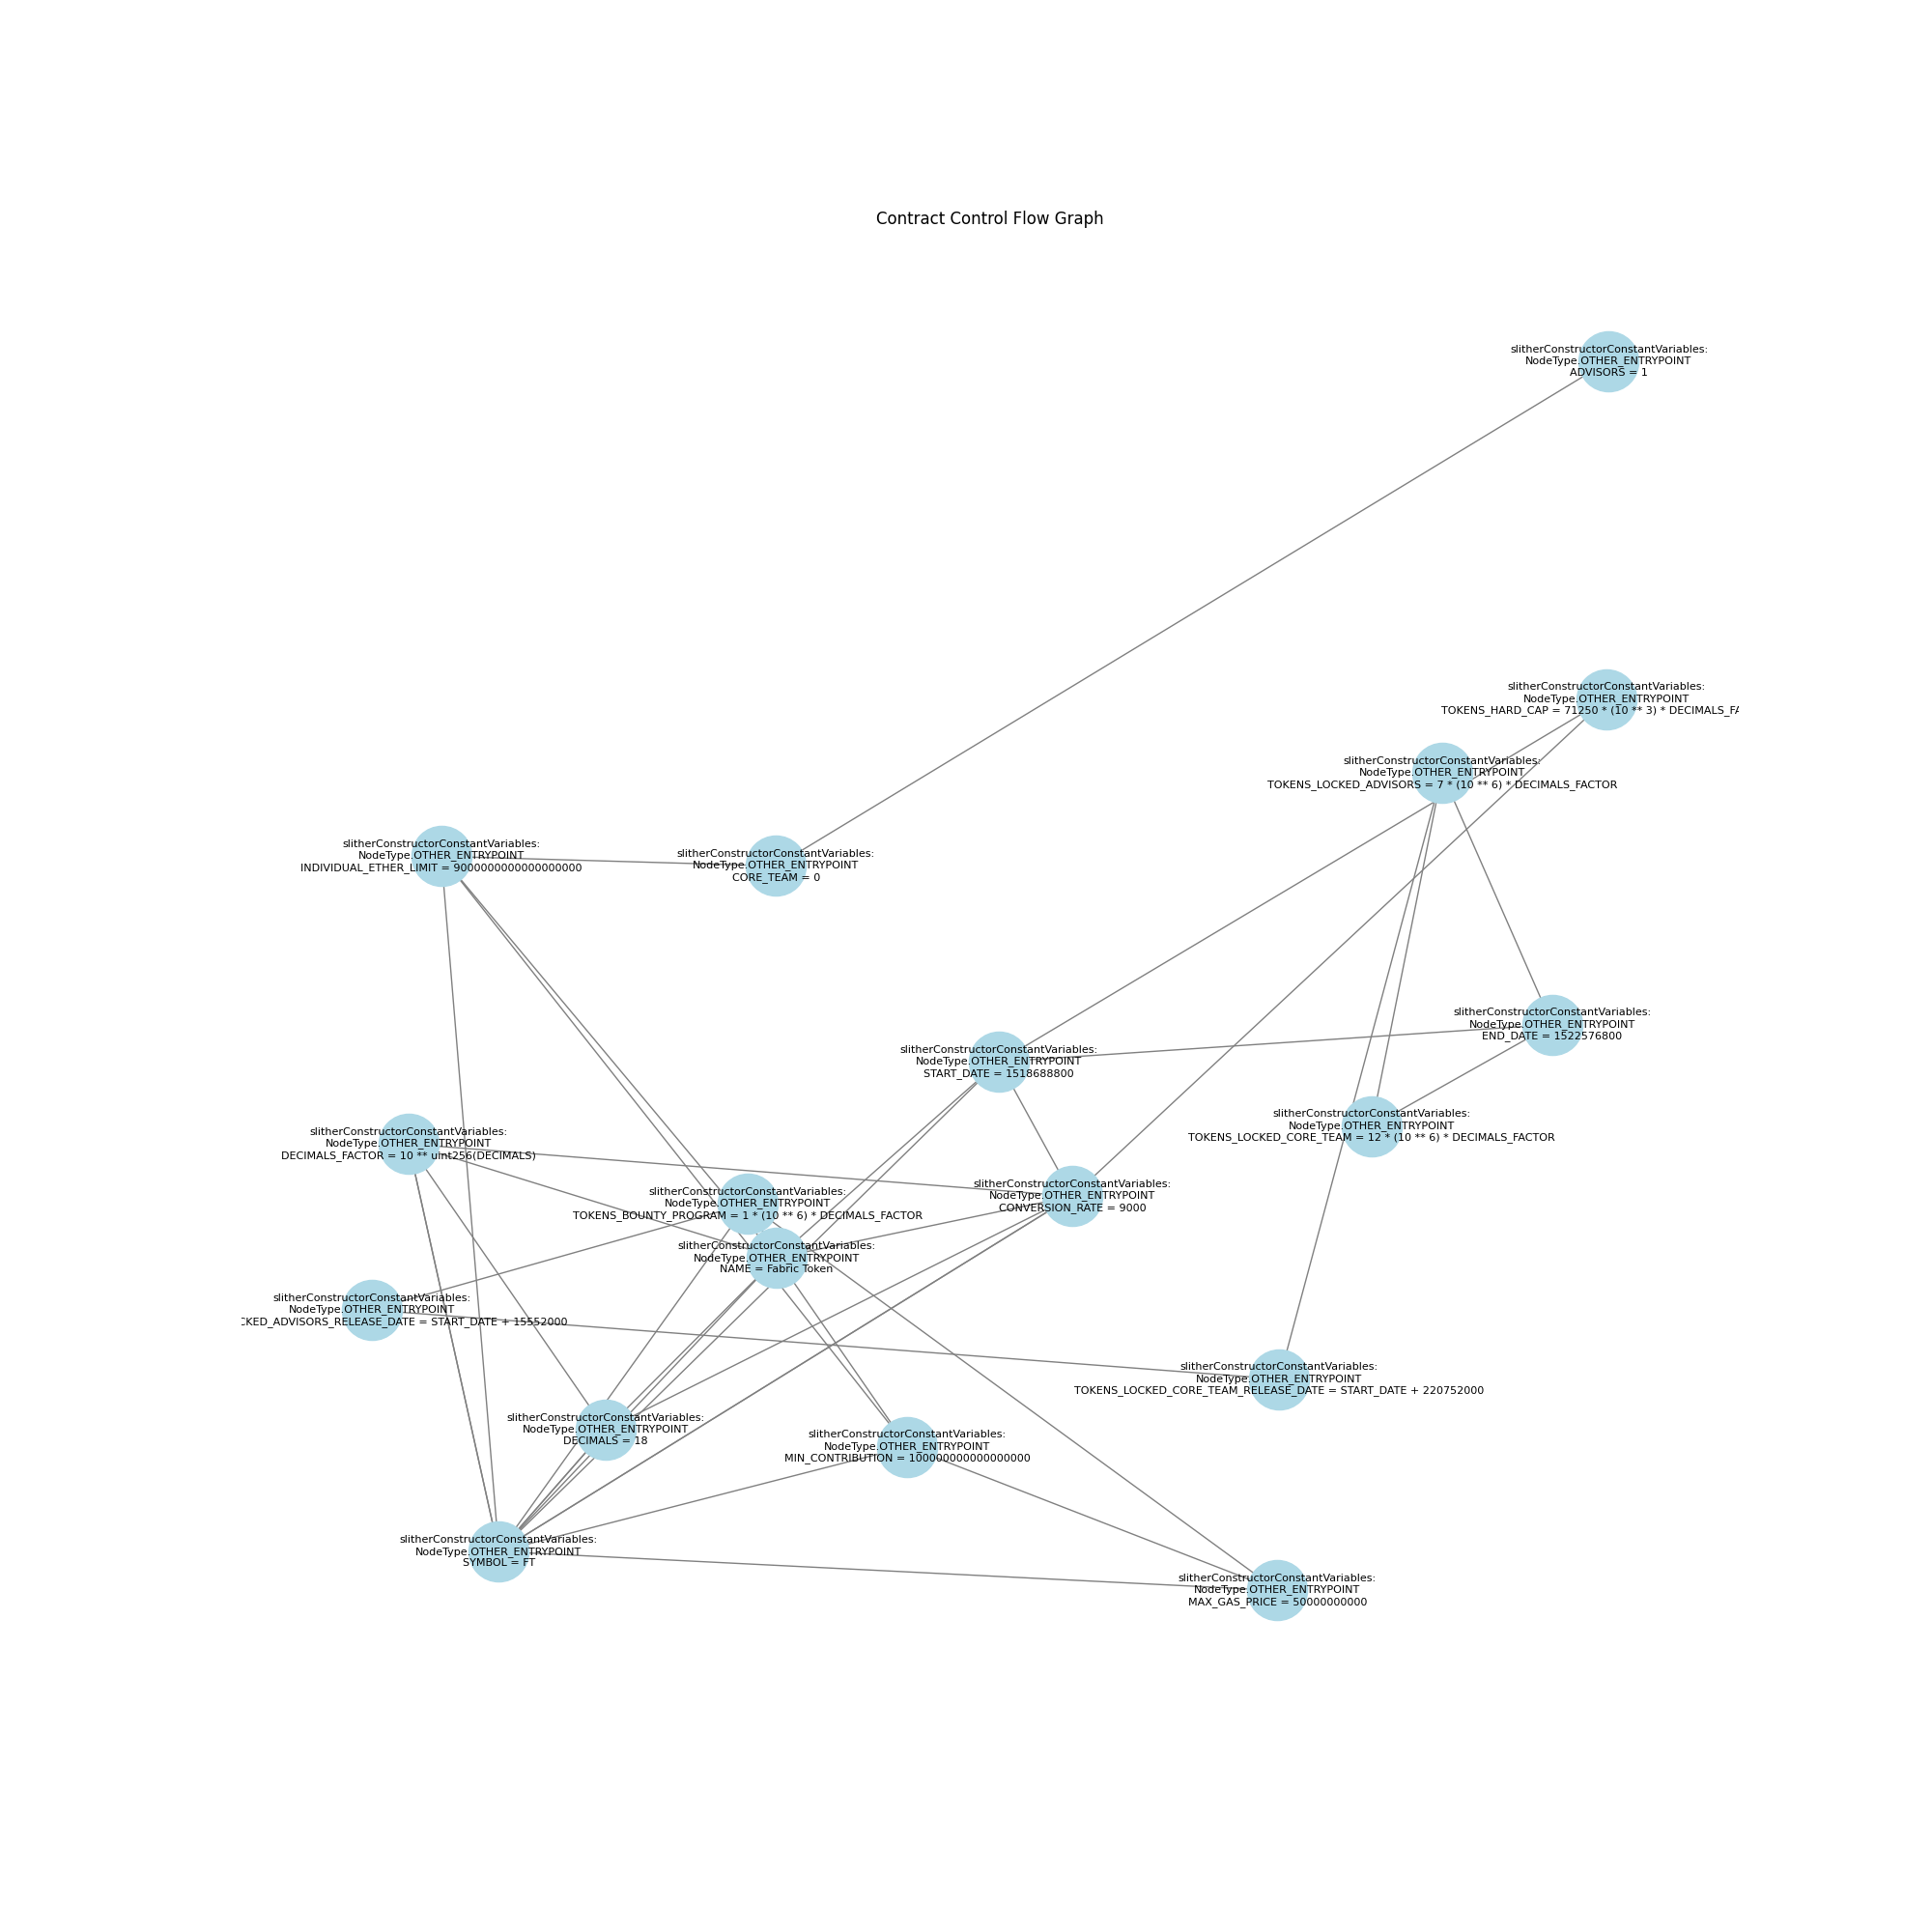 Contract Control Flow Graph
slitherConstructorConstantVariables:
NodeType.OTHER_ENTRYPOINT
ADVISORS = 1
slitherConstructorConstantVariables:
NodeType.OTHER_ENTRYPOINT
TOKENS_HARD_CAP = 71250 * (10 ** 3) * DECIMALS_FA
slitherConstructorConstantVariables:
NodeType.OTHER_ENTRYPOINT
TOKENS_LOCKED_ADVISORS = 7 * (10 ** 6) * DECIMALS_FACTOR
slitherConstructorConstantVariables:
NodeType.OTHER_ENTRYPOINT
INDIVIDUAL_ETHER_LIMIT = 9000000000000000000
slitherConstructorConstantVariables:
NodeType.OTHER_ENTRYPOINT
CORE_TEAM = 0
slitherConstructorConstantVariables:
NodeType.OTHER_ENTRYPOINT
END_DATE = 1522576800
slitherConstructorConstantVariables:
NodeType.OTHER_ENTRYPOINT
START_DATE = 1518688800
slitherConstructorConstantVariables:
NodeType.OTHER_ENTRYPOINT
TOKENS_LOCKED_CORE_TEAM = 12 * (10 ** 6) * DECIMALS_FACTOR
slitherConstructorConstantVariables:
NodeType.OTHER_ENTRYPOINT
DECIMALS_FACTOR = 10 ** uint256(DECIMALS)
slitherConstructorConstantVariables:
NodeType.OTHER_ENTRYPOINT
CONVERSION_RATE = 9000
slitherConstructorConstantVariables:
NodeType.OTHER_ENTRYPOINT
TOKENS_BOUNTY_PROGRAM = 1 * (10 ** 6) * DECIMALS_FACTOR
slitherConstructorConstantVariables:
NodeType.OTHER_ENTRYPOINT
NAME = Fabric Token
slitherConstructorConstantVariables:
NodeType.OTHER_ENTRYPOINT
CKED_ADVISORS_RELEASE_DATE = START_DATE + 15552000
slitherConstructorConstantVariables:
NodeType.OTHER_ENTRYPOINT
TOKENS_LOCKED_CORE_TEAM_RELEASE_DATE = START_DATE + 220752000
slitherConstructorConstantVariables:
NodeType.OTHER_ENTRYPOINT
DECIMALS = 18
slitherConstructorConstantVariables:
NodeType.OTHER_ENTRYPOINT
MIN_CONTRIBUTION = 100000000000000000
slitherConstructorConstantVariables:
NodeType.OTHER_ENTRYPOINT
SYMBOL = FT
slitherConstructorConstantVariables:
NodeType.OTHER_ENTRYPOINT
MAX_GAS_PRICE = 50000000000